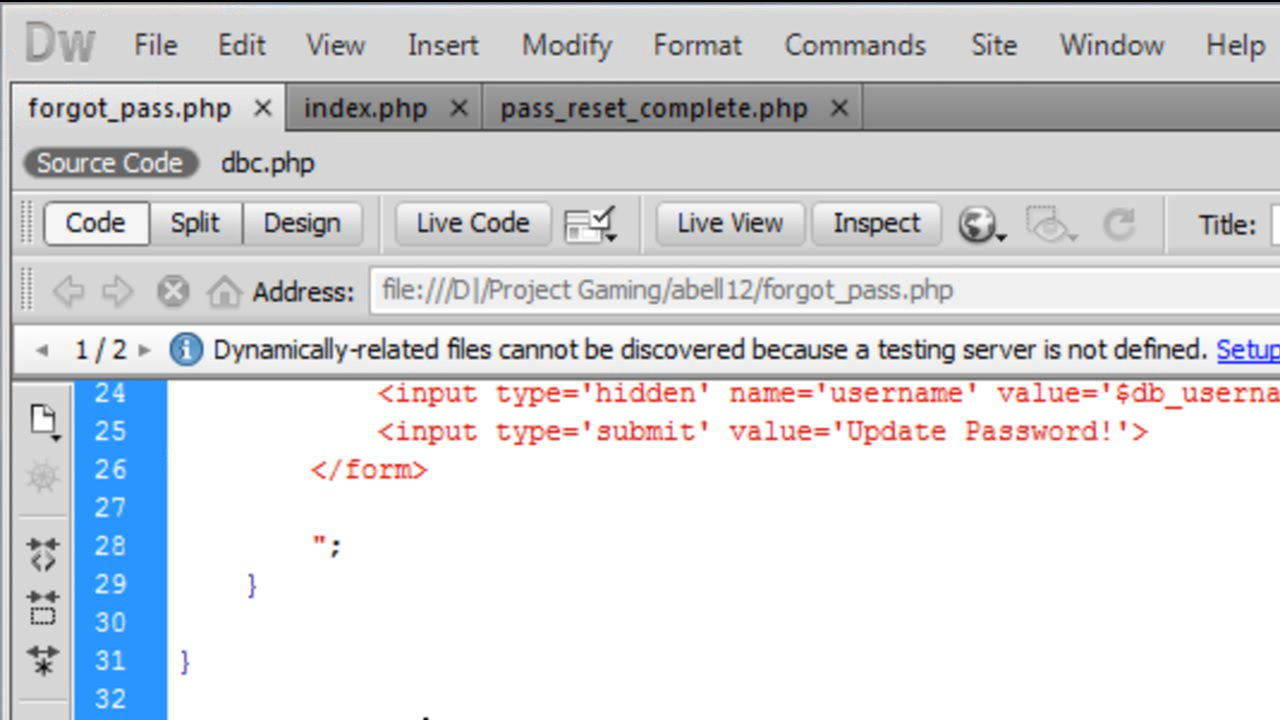 Dw File Edit View Insert Modify Format Commands Site Window Help
forgot_pass.php × index.php × pass_reset_complete.php ×
Source Code dbc.php
Code Split Design Live Code Live View Inspect Title:
Address: file:///D|/Project Gaming/abell12/forgot_pass.php
1 / 2 Dynamically-related files cannot be discovered because a testing server is not defined. Setup
24 <input type='hidden' name='username' value='$db_userna
25 <input type='submit' value='Update Password!'>
26 </form>
27
28 ";
29 }
30
31 }
32